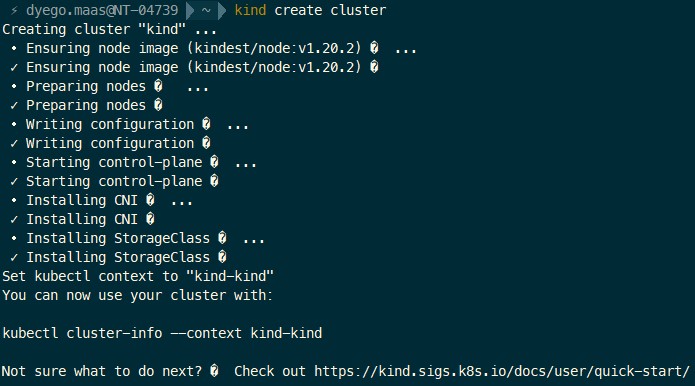 ⚡ dyego.maas@NT-04739 ~ kind create cluster
Creating cluster "kind" ...
• Ensuring node image (kindest/node:v1.20.2) �  ...
✓ Ensuring node image (kindest/node:v1.20.2) �
• Preparing nodes �   ...
✓ Preparing nodes �
• Writing configuration �  ...
✓ Writing configuration �
• Starting control-plane �  ...
✓ Starting control-plane �
• Installing CNI �  ...
✓ Installing CNI �
• Installing StorageClass �  ...
✓ Installing StorageClass �
Set kubectl context to "kind-kind"
You can now use your cluster with:
kubectl cluster-info --context kind-kind
Not sure what to do next? �  Check out https://kind.sigs.k8s.io/docs/user/quick-start/